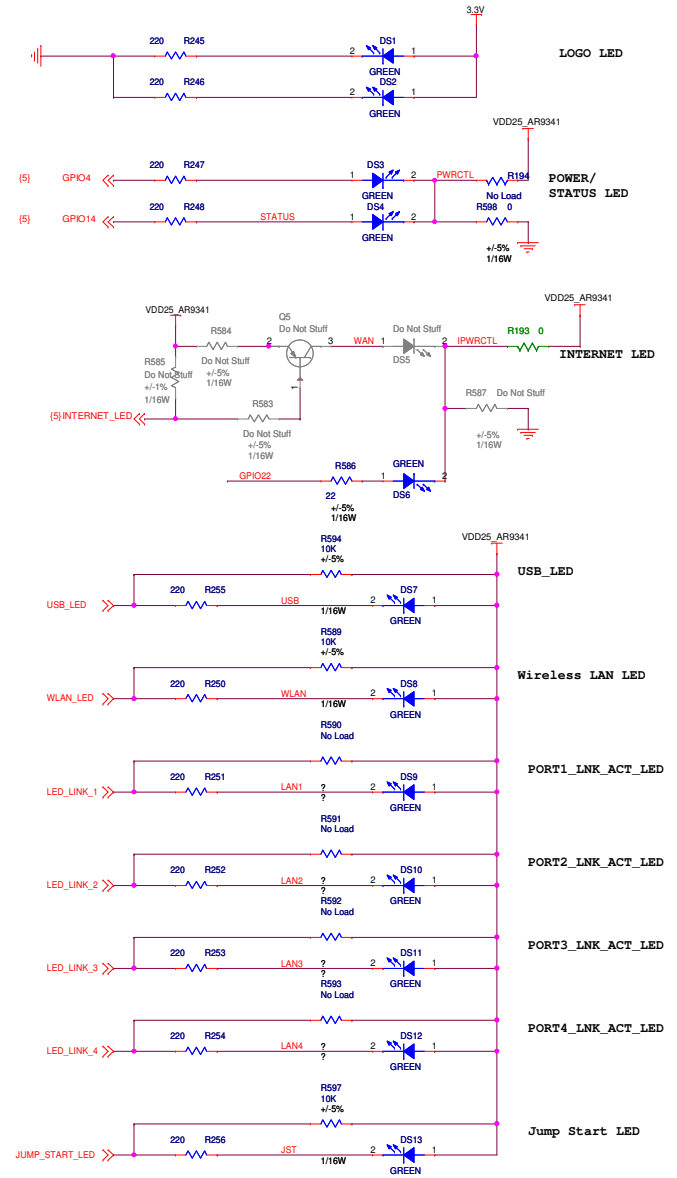 3.3V
220 R245 2 DS1 1 LOGO LED
GREEN
220 R246 2 DS2 1
GREEN
VDD25_AR9341
{5} GPIO4 220 R247 1 DS3 2 PWRCTL R194 POWER/
GREEN No Load STATUS LED
{5} GPIO14 220 R248 STATUS 1 DS4 2 R598 0
GREEN
+/-5%
1/16W
VDD25_AR9341
VDD25_AR9341
Q5
Do Not Stuff
R584 2 3 WAN 1 Do Not Stuff 2 IPWRCTL R193 0
DS5
INTERNET LED
Do Not Stuff
+/-5%
1/16W
R585
Do Not Stuff
+/-1%
1/16W
1
R587 Do Not Stuff
+/-5%
1/16W
{5}INTERNET_LED R583
Do Not Stuff
+/-5%
1/16W
GPIO22 R586 1 GREEN 2
22 DS6
+/-5%
1/16W
VDD25_AR9341
R594
10K
+/-5%
USB_LED
USB_LED 220 R255 USB 1/16W 2 DS7 1
GREEN
R589
10K
+/-5%
Wireless LAN LED
WLAN_LED 220 R250 WLAN 1/16W 2 DS8 1
GREEN
R590
No Load
PORT1_LNK_ACT_LED
LED_LINK_1 220 R251 LAN1 ? 2 DS9 1
? GREEN
R591
No Load
PORT2_LNK_ACT_LED
LED_LINK_2 220 R252 LAN2 ? 2 DS10 1
? GREEN
R592
No Load
PORT3_LNK_ACT_LED
LED_LINK_3 220 R253 LAN3 ? 2 DS11 1
? GREEN
R593
No Load
PORT4_LNK_ACT_LED
LED_LINK_4 220 R254 LAN4 ? 2 DS12 1
? GREEN
R597
10K
+/-5%
Jump Start LED
JUMP_START_LED 220 R256 JST 1/16W 2 DS13 1
GREEN